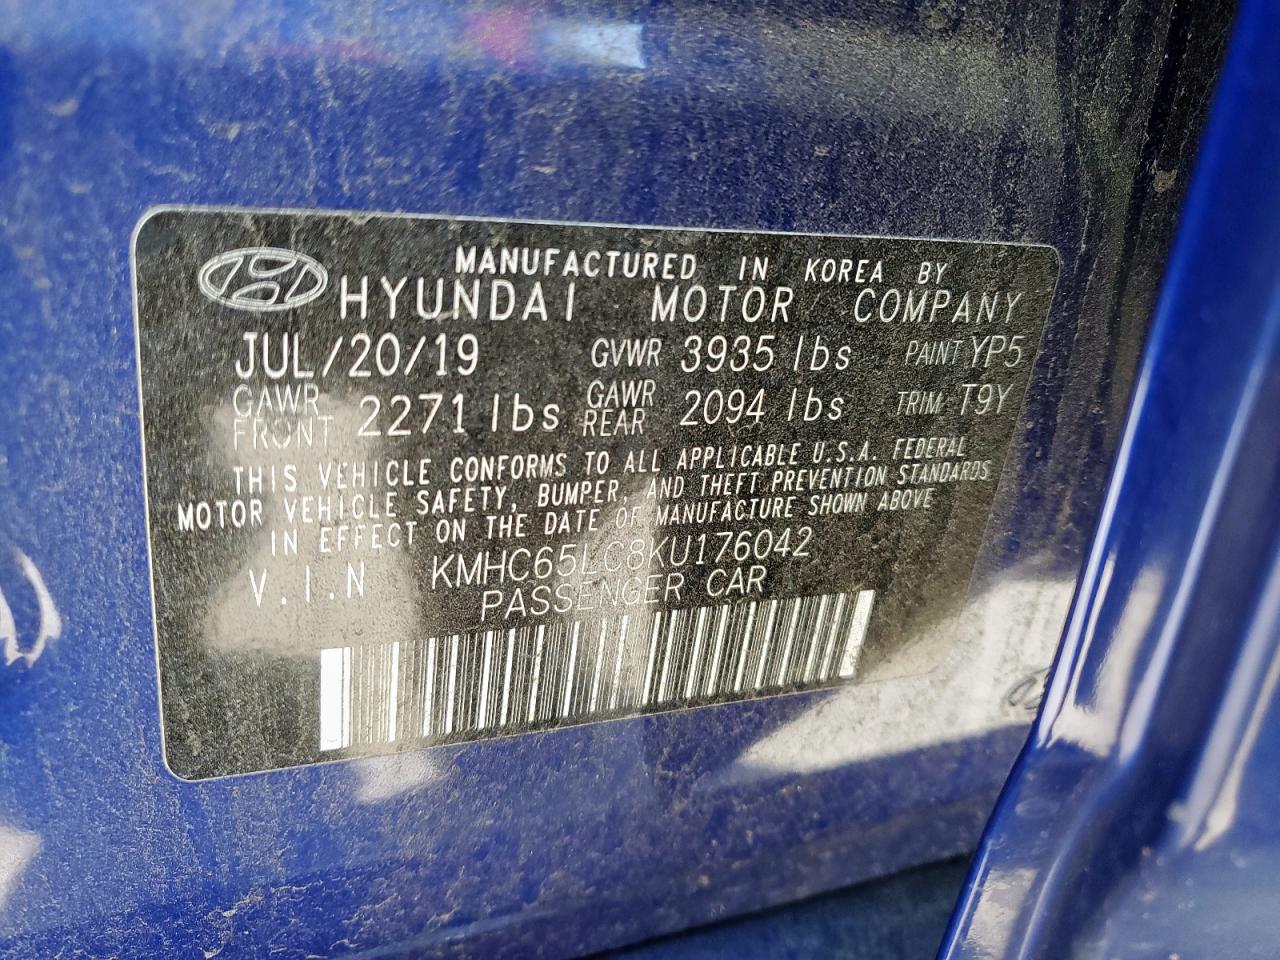 MANUFACTURED IN KOREA BY
HYUNDAI MOTOR COMPANY
JUL/20/19 GVWR 3935 lbs PAINT YP5
GAWR FRONT 2271 lbs GAWR REAR 2094 lbs TRIM T9Y
THIS VEHICLE CONFORMS TO ALL APPLICABLE U.S.A. FEDERAL
MOTOR VEHICLE SAFETY, BUMPER, AND THEFT PREVENTION STANDARDS
IN EFFECT ON THE DATE OF MANUFACTURE SHOWN ABOVE
V.I.N KMHC65LC8KU176042
PASSENGER CAR